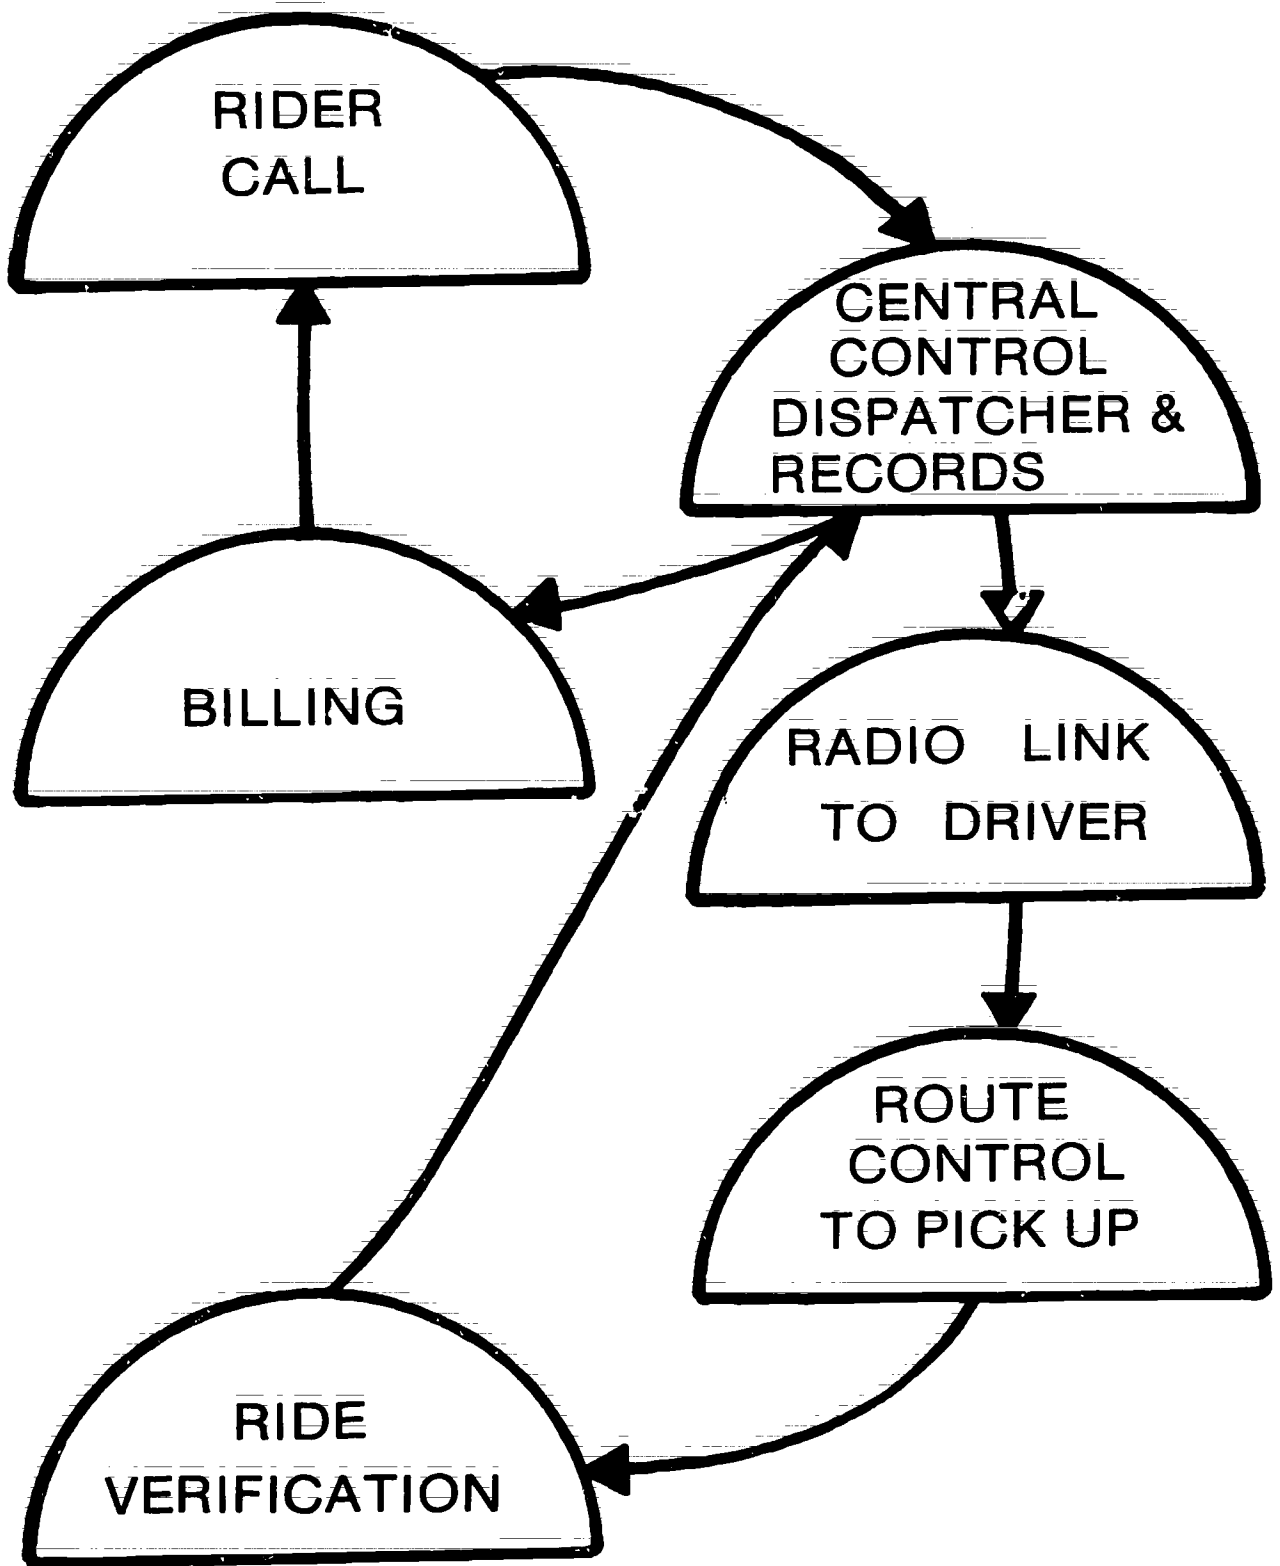 RIDER
CALL
CENTRAL
CONTROL
DISPATCHER &
RECORDS
BILLING
RADIO LINK
TO DRIVER
ROUTE
CONTROL
TO PICK UP
RIDE
VERIFICATION